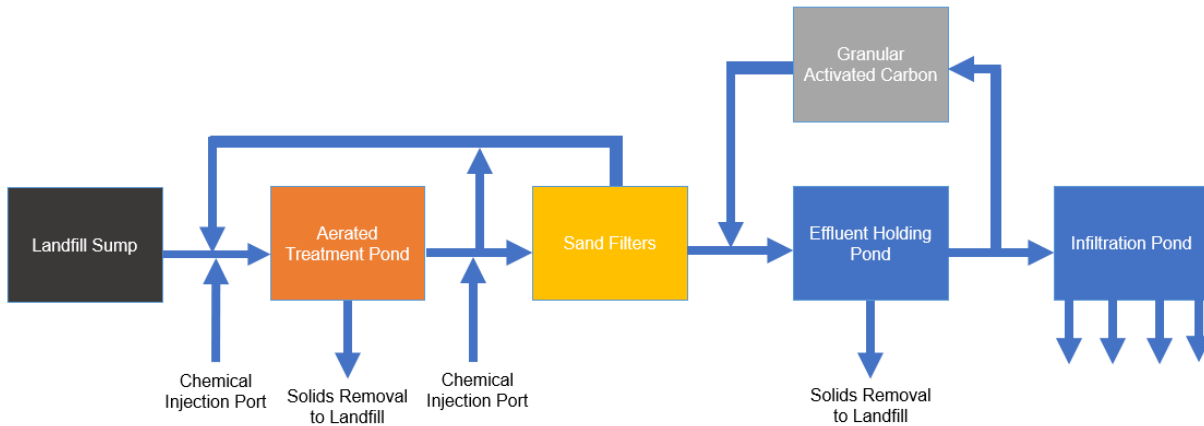 Granular
Activated Carbon
Landfill Sump
Aerated
Treatment Pond
Sand Filters
Effluent Holding
Pond
Infiltration Pond
Chemical
Injection Port
Solids Removal
to Landfill
Chemical
Injection Port
Solids Removal
to Landfill